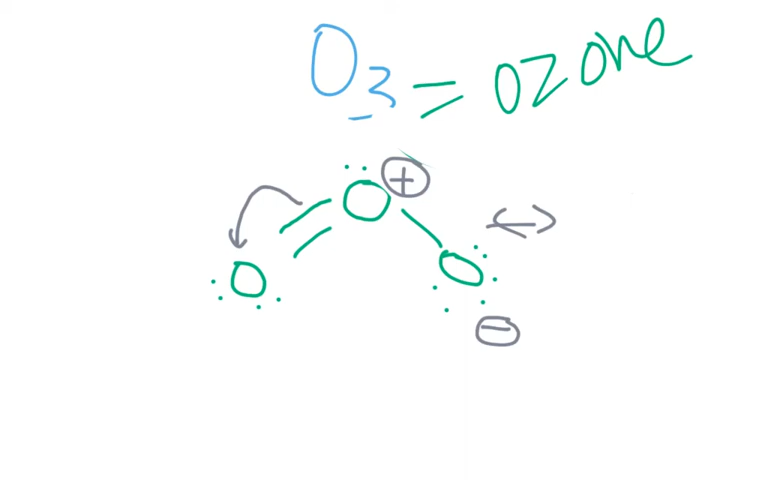 O3 = ozone
O ⊕
O O
⊖